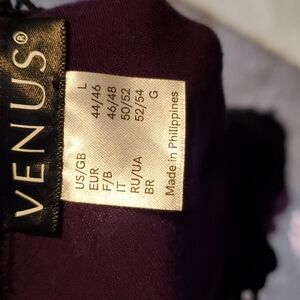 VENUS®
US/GB L
EUR 44/46
F/B 46/48
IT 50/52
RU/UA 52/54
BR G
Made in Philippines